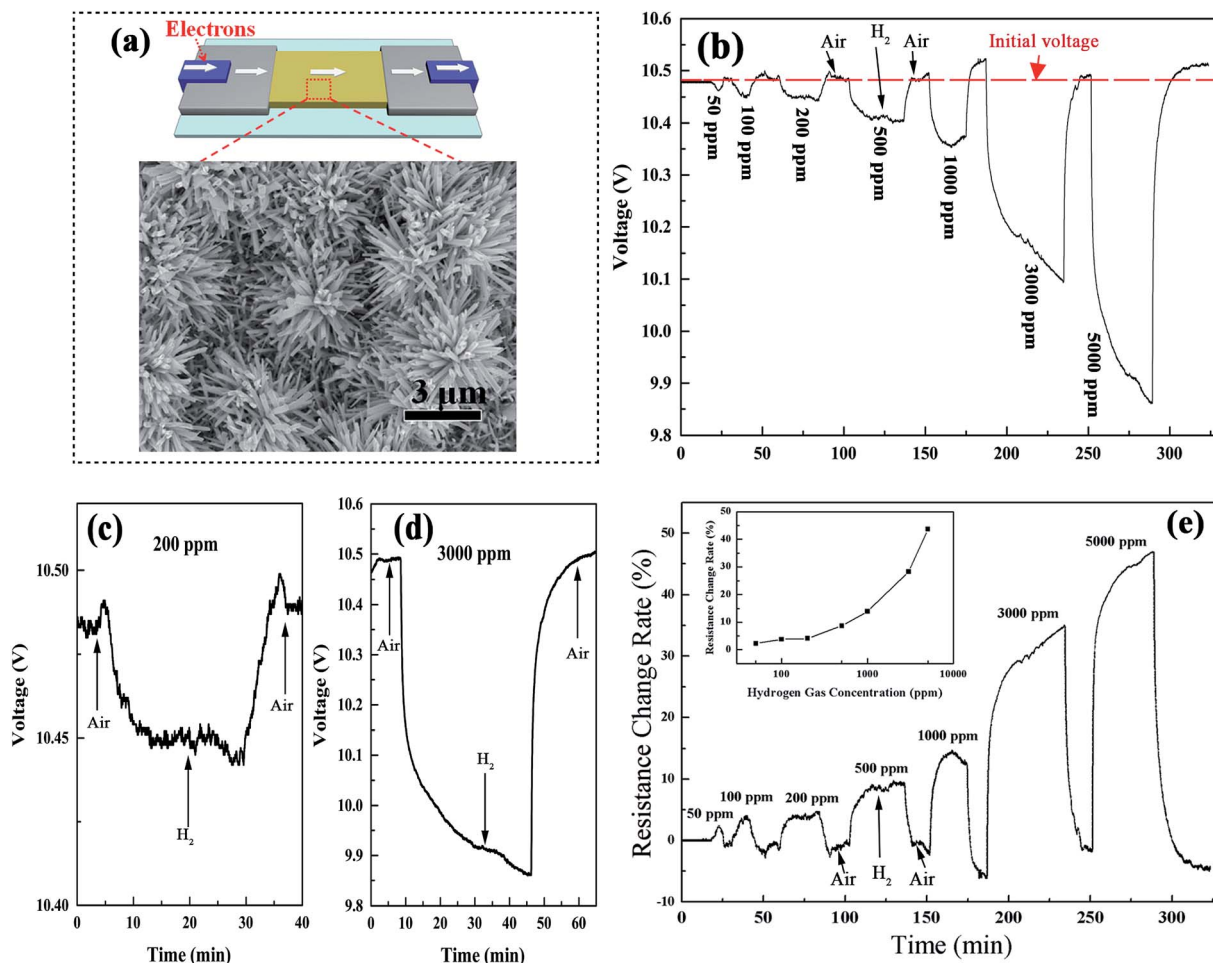 (a)
Electrons
3 μm
(b)
Air
H2
Air
Initial voltage
50 ppm
100 ppm
200 ppm
500 ppm
1000 ppm
3000 ppm
5000 ppm
Voltage (V)
10.6
10.5
10.4
10.3
10.2
10.1
10.0
9.9
9.8
0 50 100 150 200 250 300
(c)
200 ppm
Voltage (V)
10.50
10.45
10.40
Air
H2
Air
0 10 20 30 40
Time (min)
(d)
3000 ppm
Voltage (V)
10.6
10.5
10.4
10.3
10.2
10.1
10.0
9.9
9.8
Air
H2
Air
0 10 20 30 40 50 60
Time (min)
(e)
Resistance Change Rate (%)
50
40
30
20
10
0
-10
50 ppm
100 ppm
200 ppm
500 ppm
1000 ppm
3000 ppm
5000 ppm
Air
H2
Air
0 50 100 150 200 250 300
Time (min)
Resistance Change Rate (%)
50
40
30
20
10
0
100 1000 10000
Hydrogen Gas Concentration (ppm)